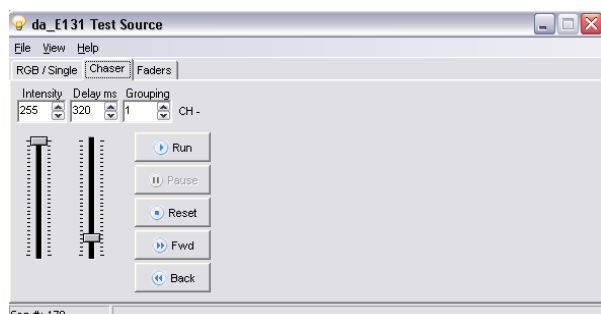 da_E131 Test Source
File View Help
RGB / Single Chaser Faders
Intensity Delay ms Grouping
255 320 1 CH -
Run
Pause
Reset
Fwd
Back